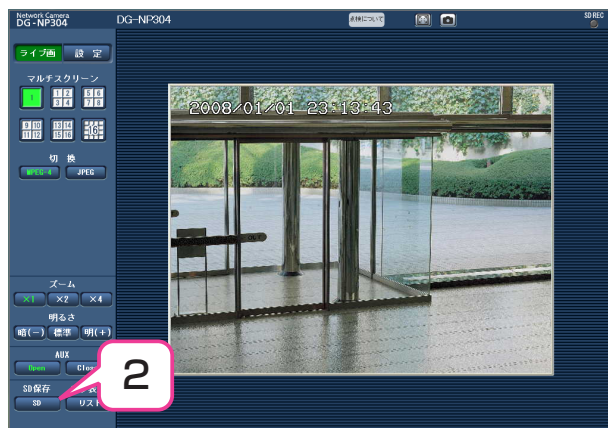 Network Camera
DG-NP304
DG-NP304
点検について
SD REC
ライブ画 設定
マルチスクリーン
1 1 2 3 4 5 6 7 8
9 10 11 12 13 14 15 16 16
切 換
MPEG-4 JPEG
2008/01/01 23:13:43
ズーム
×1 ×2 ×4
明るさ
暗(-) 標準 明(+)
AUX
Open
SD保存
SD リスト
2